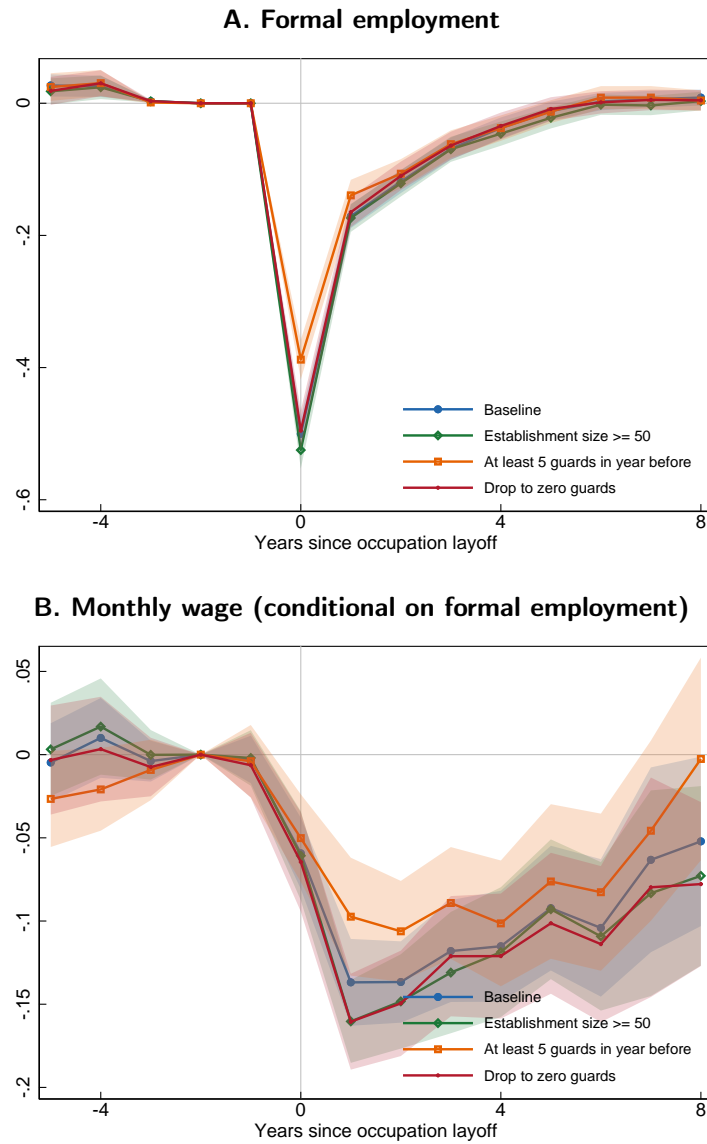 A. Formal employment
0
-.2
-.4
-.6
Baseline
Establishment size >= 50
At least 5 guards in year before
Drop to zero guards
-4 0 4 8
Years since occupation layoff
B. Monthly wage (conditional on formal employment)
.05
0
-.05
-.1
-.15
-.2
Baseline
Establishment size >= 50
At least 5 guards in year before
Drop to zero guards
-4 0 4 8
Years since occupation layoff